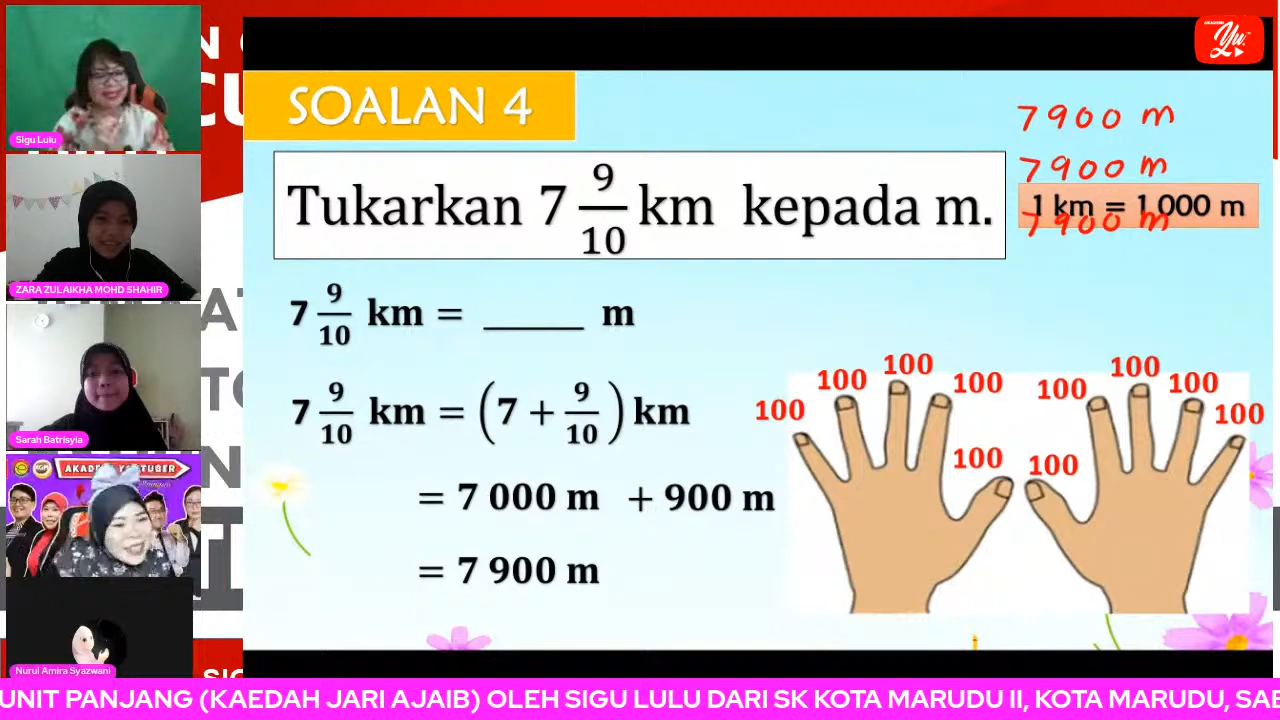 SOALAN 4
Tukarkan 7 9/10 km kepada m.
7900 m
7900 m
1 km = 1 000 m
7900 m
7 9/10 km = _____ m
7 9/10 km = (7 + 9/10) km
= 7 000 m + 900 m
= 7 900 m
100
100
100
100
100
100
100
100
100
100
Sigu Lulu
ZARA ZULAIKHA MOHD SHAHIR
Sarah Batrisyia
Nurul Amira Syazwani
Yu
UNIT PANJANG (KAEDAH JARI AJAIB) OLEH SIGU LULU DARI SK KOTA MARUDU II, KOTA MARUDU, SAB